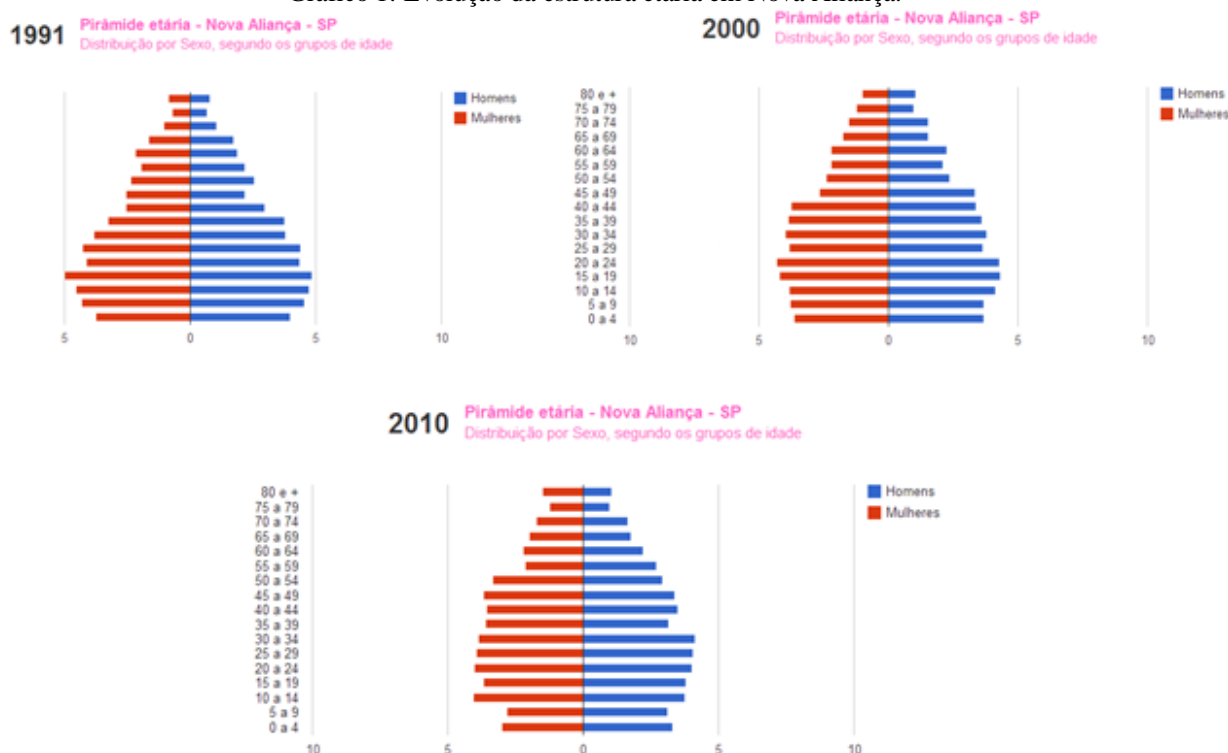 1991
Pirâmide etária - Nova Aliança - SP
Distribuição por Sexo, segundo os grupos de idade
Homens
Mulheres
5
0
5
10
2000
Pirâmide etária - Nova Aliança - SP
Distribuição por Sexo, segundo os grupos de idade
80 e +
75 a 79
70 a 74
65 a 69
60 a 64
55 a 59
50 a 54
45 a 49
40 a 44
35 a 39
30 a 34
25 a 29
20 a 24
15 a 19
10 a 14
5 a 9
0 a 4
Homens
Mulheres
10
5
0
5
10
2010
Pirâmide etária - Nova Aliança - SP
Distribuição por Sexo, segundo os grupos de idade
80 e +
75 a 79
70 a 74
65 a 69
60 a 64
55 a 59
50 a 54
45 a 49
40 a 44
35 a 39
30 a 34
25 a 29
20 a 24
15 a 19
10 a 14
5 a 9
0 a 4
Homens
Mulheres
10
5
0
5
10